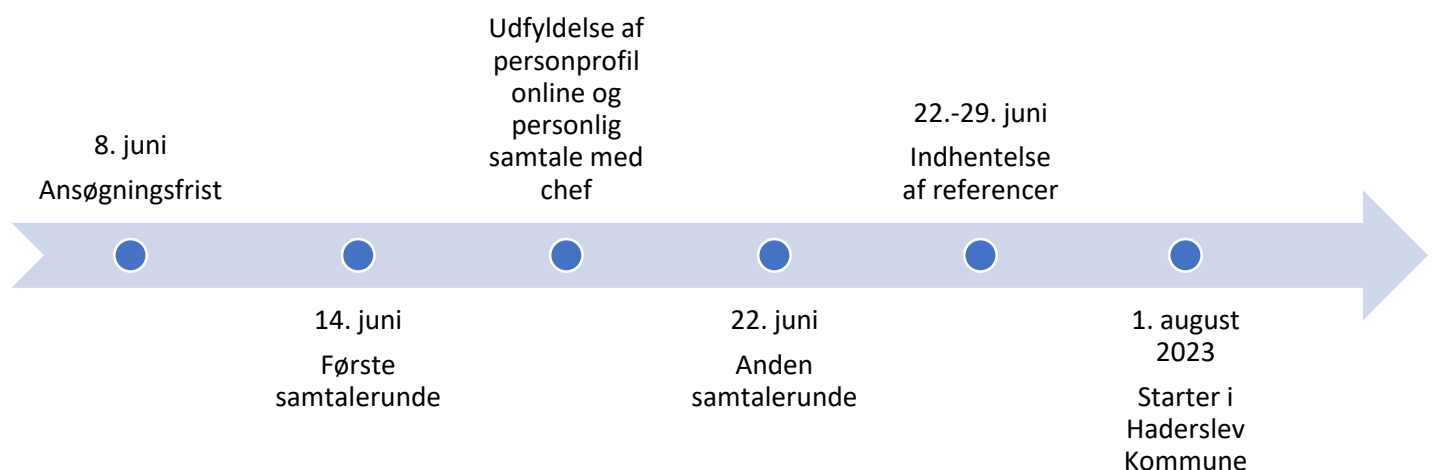 8. juni
Ansøgningsfrist
14. juni
Første
samtalerunde
Udfyldelse af
personprofil
online og
personlig
samtale med
chef
22. juni
Anden
samtalerunde
22.-29. juni
Indhentelse
af referencer
1. august
2023
Starter i
Haderslev
Kommune